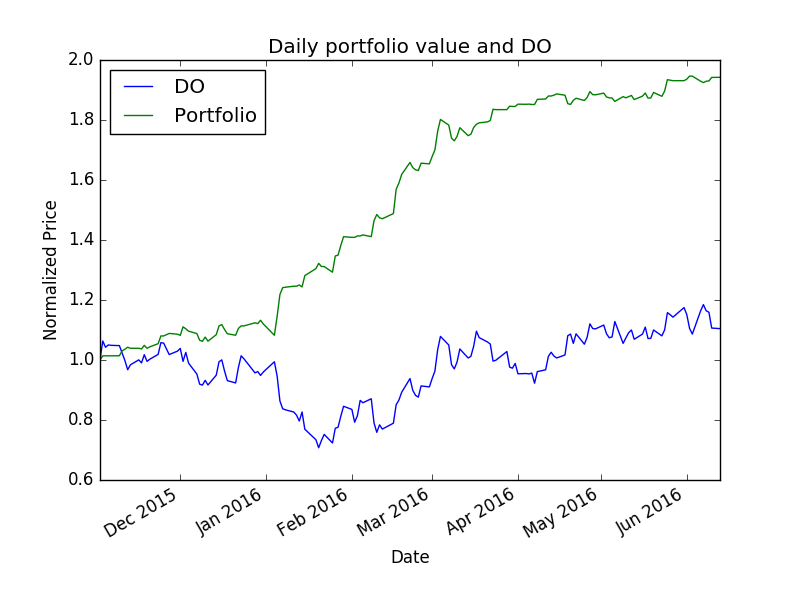 Daily portfolio value and DO
2.0
1.8
1.6
1.4
1.2
1.0
0.8
0.6
DO
Portfolio
Normalized Price
Dec 2015
Jan 2016
Feb 2016
Mar 2016
Apr 2016
May 2016
Jun 2016
Date